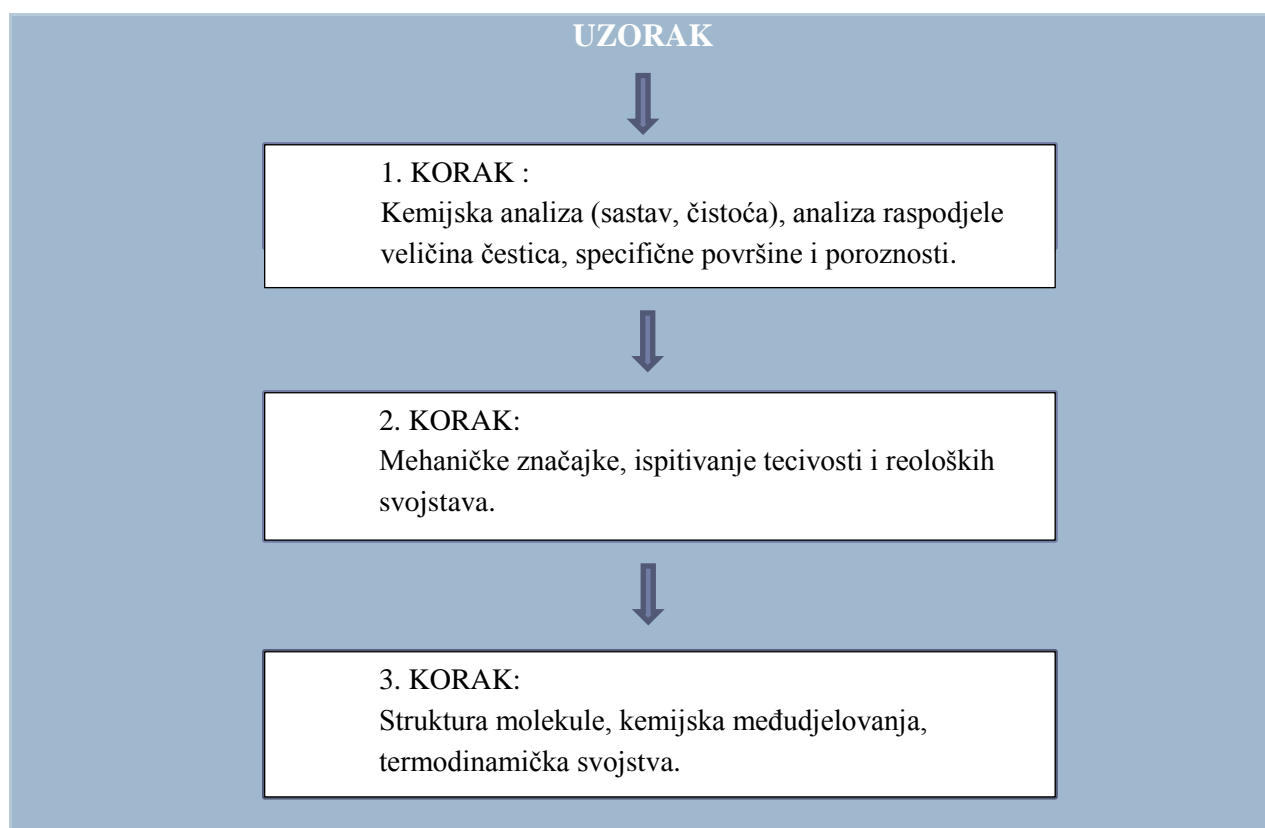 UZORAK
1. KORAK :
Kemijska analiza (sastav, čistoća), analiza raspodjele
veličina čestica, specifične površine i poroznosti.
2. KORAK:
Mehaničke značajke, ispitivanje tecivosti i reoloških
svojstava.
3. KORAK:
Struktura molekule, kemijska međudjelovanja,
termodinamička svojstva.